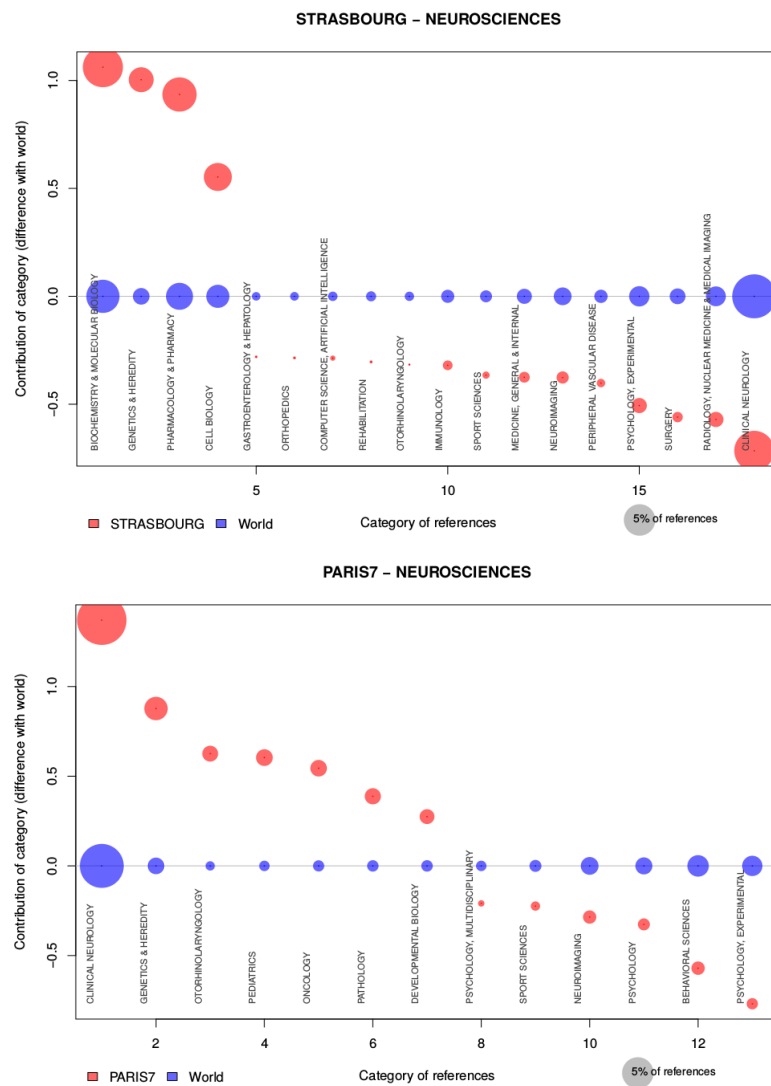 STRASBOURG – NEUROSCIENCES
Contribution of category (difference with world)
1.0
0.5
0.0
−0.5
BIOCHEMISTRY & MOLECULAR BIOLOGY
GENETICS & HEREDITY
PHARMACOLOGY & PHARMACY
CELL BIOLOGY
GASTROENTEROLOGY & HEPATOLOGY
ORTHOPEDICS
COMPUTER SCIENCE, ARTIFICIAL INTELLIGENCE
REHABILITATION
OTORHINOLARYNGOLOGY
IMMUNOLOGY
SPORT SCIENCES
MEDICINE, GENERAL & INTERNAL
NEUROIMAGING
PERIPHERAL VASCULAR DISEASE
PSYCHOLOGY, EXPERIMENTAL
SURGERY
RADIOLOGY, NUCLEAR MEDICINE & MEDICAL IMAGING
CLINICAL NEUROLOGY
5 10 15
STRASBOURG World
Category of references
5% of references
PARIS7 – NEUROSCIENCES
Contribution of category (difference with world)
1.0
0.5
0.0
−0.5
CLINICAL NEUROLOGY
GENETICS & HEREDITY
OTORHINOLARYNGOLOGY
PEDIATRICS
ONCOLOGY
PATHOLOGY
DEVELOPMENTAL BIOLOGY
PSYCHOLOGY, MULTIDISCIPLINARY
SPORT SCIENCES
NEUROIMAGING
PSYCHOLOGY
BEHAVIORAL SCIENCES
PSYCHOLOGY, EXPERIMENTAL
2 4 6 8 10 12
PARIS7 World
Category of references
5% of references